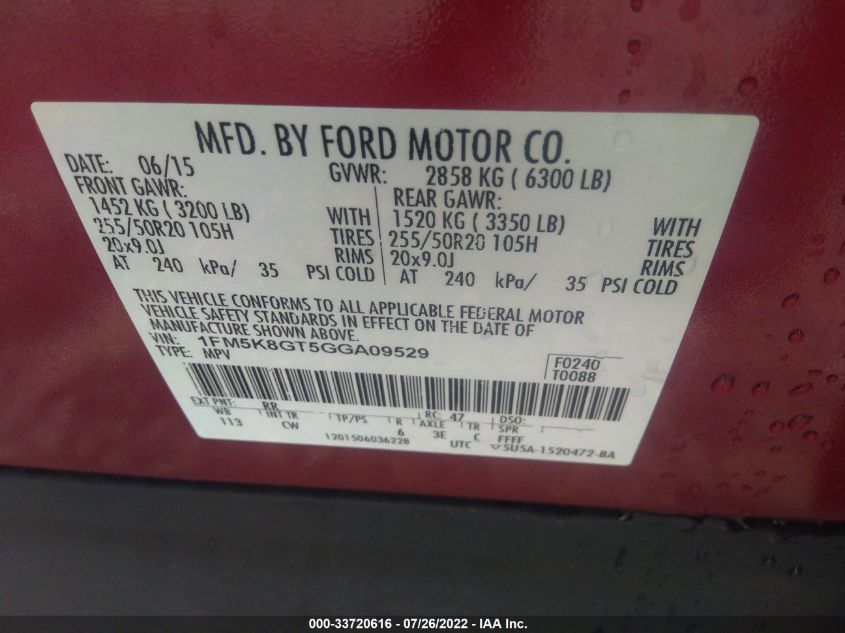 MFD. BY FORD MOTOR CO.
DATE: 06/15 GVWR: 2858 KG ( 6300 LB)
FRONT GAWR: REAR GAWR:
1452 KG ( 3200 LB) WITH 1520 KG ( 3350 LB) WITH
255/50R20 105H TIRES 255/50R20 105H TIRES
20x9.0J RIMS 20x9.0J RIMS
AT 240 kPa/ 35 PSI COLD AT 240 kPa/ 35 PSI COLD
THIS VEHICLE CONFORMS TO ALL APPLICABLE FEDERAL MOTOR
VEHICLE SAFETY STANDARDS IN EFFECT ON THE DATE OF
MANUFACTURE SHOWN ABOVE.
VIN: 1FM5K8GT5GGA09529
TYPE: MPV
F0240
T0088
EXT PNT: RR RC: 47 DSO:
WB INT TR TP/PS R AXLE TR SPR
113 CW 6 3E C FFFF
1201506036228 UTC ▽5U5A-1520472-BA
000-33720616 - 07/26/2022 - IAA Inc.